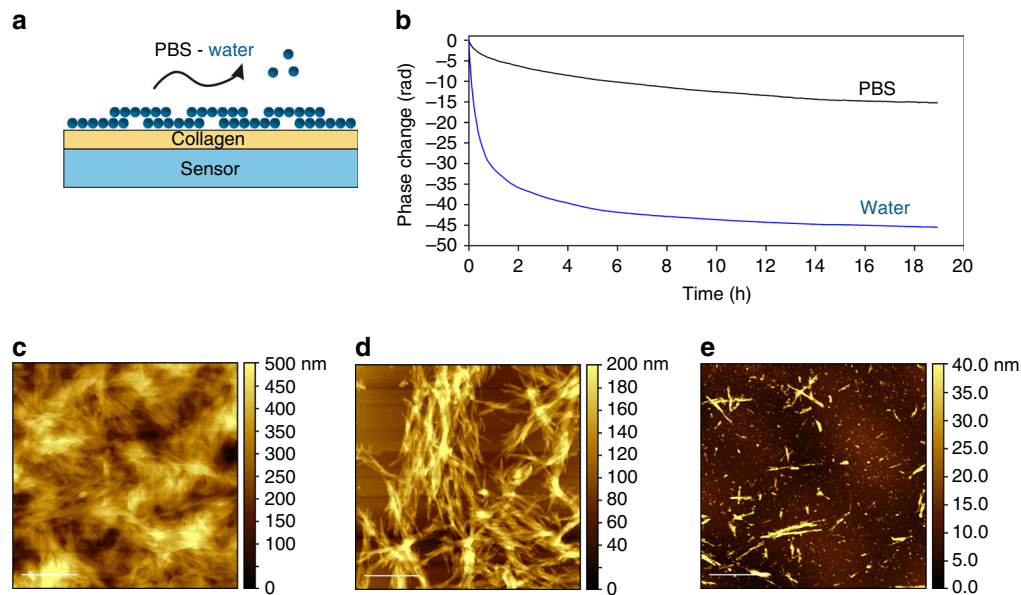 a
PBS - water
Collagen
Sensor
b
0
–5
–10
–15
–20
–25
–30
–35
–40
–45
–50
Phase change (rad)
PBS
Water
0 2 4 6 8 10 12 14 16 18 20
Time (h)
c
500 nm
450
400
350
300
250
200
150
100
0
d
200 nm
180
160
140
120
100
80
60
40
0
e
40.0 nm
35.0
30.0
25.0
20.0
15.0
10.0
5.0
0.0